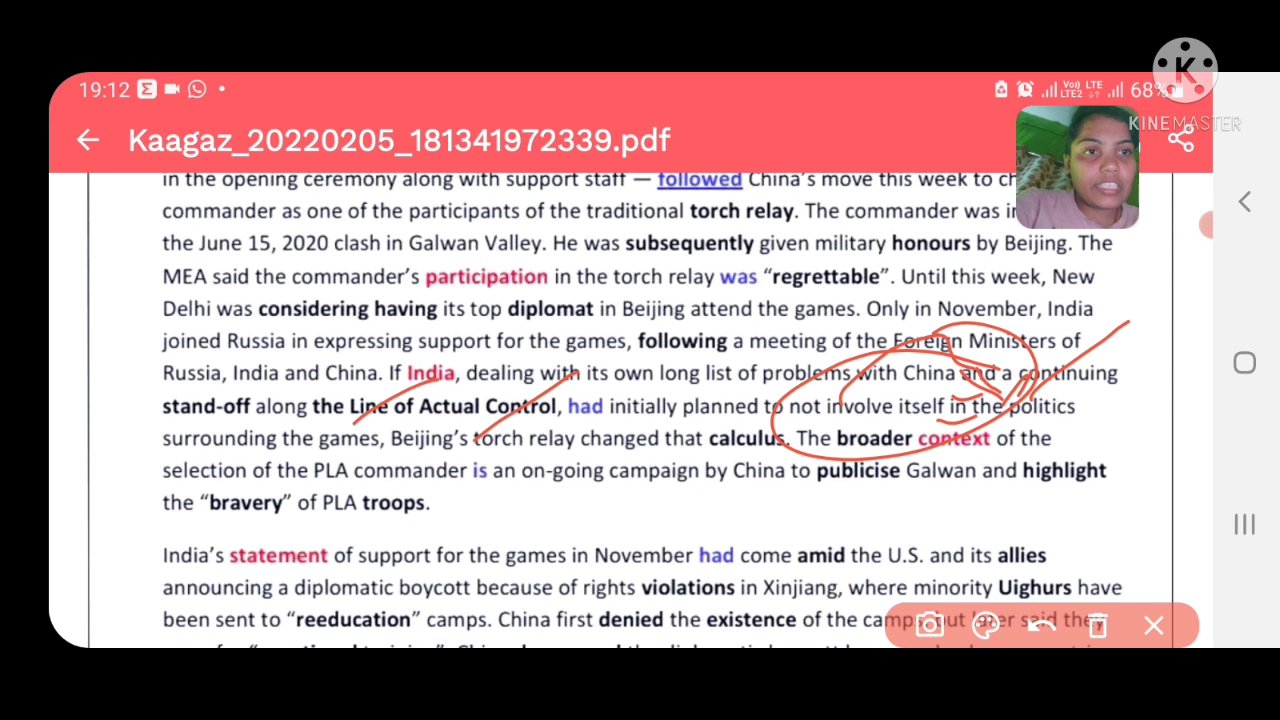 19:12 Vo)) LTE LTE2 68%
KINEMASTER
Kaagaz_20220205_181341972339.pdf
in the opening ceremony along with support staff — followed China's move this week to
commander as one of the participants of the traditional torch relay. The commander was
the June 15, 2020 clash in Galwan Valley. He was subsequently given military honours by Beijing. The
MEA said the commander's participation in the torch relay was “regrettable”. Until this week, New
Delhi was considering having its top diplomat in Beijing attend the games. Only in November, India
joined Russia in expressing support for the games, following a meeting of the Foreign Ministers of
Russia, India and China. If India, dealing with its own long list of problems with China and a continuing
stand-off along the Line of Actual Control, had initially planned to not involve itself in the politics
surrounding the games, Beijing's torch relay changed that calculus. The broader context of the
selection of the PLA commander is an on-going campaign by China to publicise Galwan and highlight
the “bravery” of PLA troops.
India's statement of support for the games in November had come amid the U.S. and its allies
announcing a diplomatic boycott because of rights violations in Xinjiang, where minority Uighurs have
been sent to “reeducation” camps. China first denied the existence of the camps, but later said they